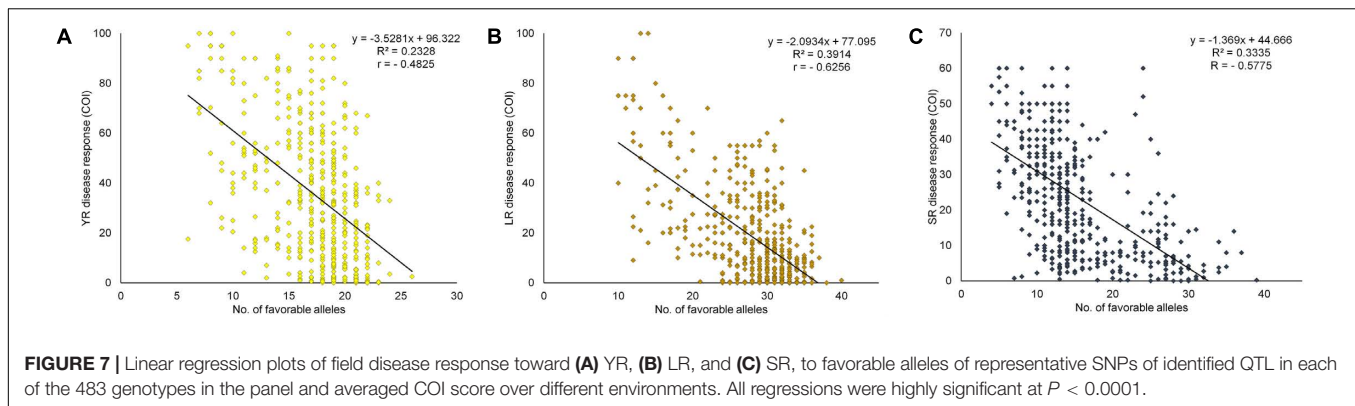 A
y = -3.5281x + 96.322
R² = 0.2328
r = - 0.4825
100
80
60
40
20
0
YR disease response (COI)
0 5 10 15 20 25 30
No. of favorable alleles
B
y = -2.0934x + 77.095
R² = 0.3914
r = - 0.6256
100
80
60
40
20
0
LR disease response (COI)
0 10 20 30 40
No. of favorable alleles
C
y = -1.369x + 44.666
R² = 0.3335
R = - 0.5775
70
60
50
40
30
20
10
0
SR disease response (COI)
0 10 20 30 40
No. of favorable alleles
FIGURE 7 | Linear regression plots of field disease response toward (A) YR, (B) LR, and (C) SR, to favorable alleles of representative SNPs of identified QTL in each
of the 483 genotypes in the panel and averaged COI score over different environments. All regressions were highly significant at P < 0.0001.